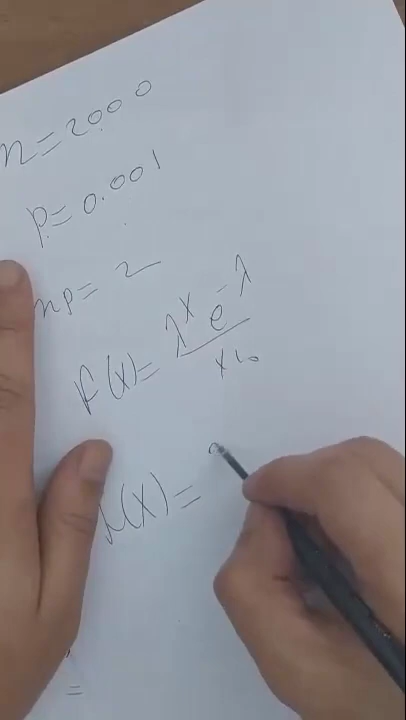 n=2000
p=0.001
np=2
f(x)= λ^x e^-λ / x!
(x)=
=